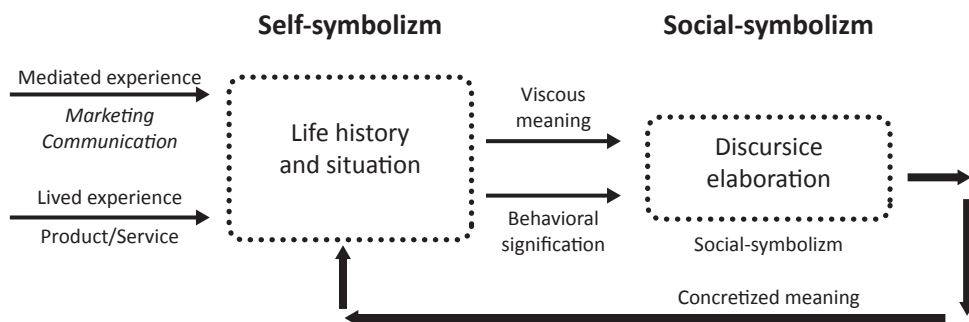 Self-symbolizm
Social-symbolizm
Mediated experience
Marketing
Communication
Lived experience
Product/Service
Life history
and situation
Viscous
meaning
Behavioral
signification
Discursice
elaboration
Social-symbolizm
Concretized meaning